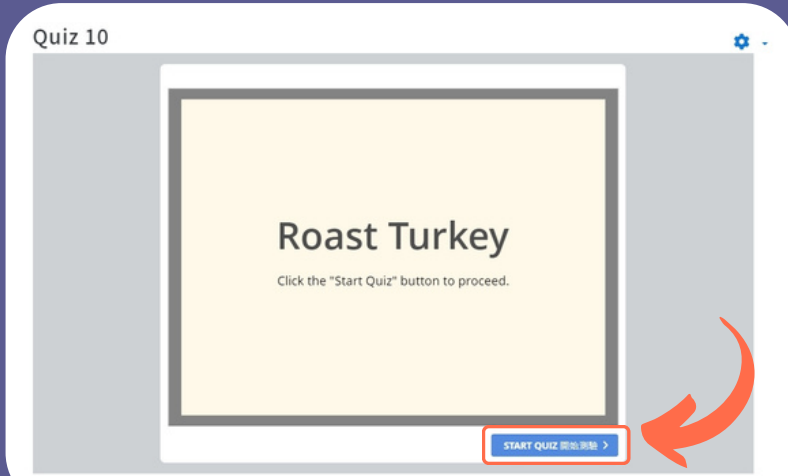 Quiz 10
Roast Turkey
Click the "Start Quiz" button to proceed.
START QUIZ 開始測驗